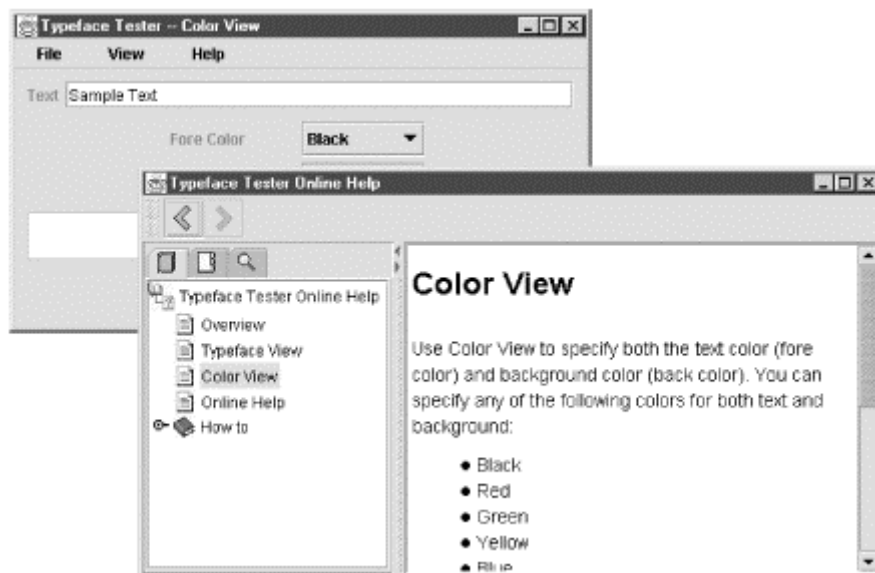 Typeface Tester -- Color View
File View Help
Text Sample Text
Fore Color Black
Typeface Tester Online Help
Typeface Tester Online Help
Overview
Typeface View
Color View
Online Help
How to
Color View
Use Color View to specify both the text color (fore
color) and background color (back color). You can
specify any of the following colors for both text and
background:
Black
Red
Green
Yellow
Blue